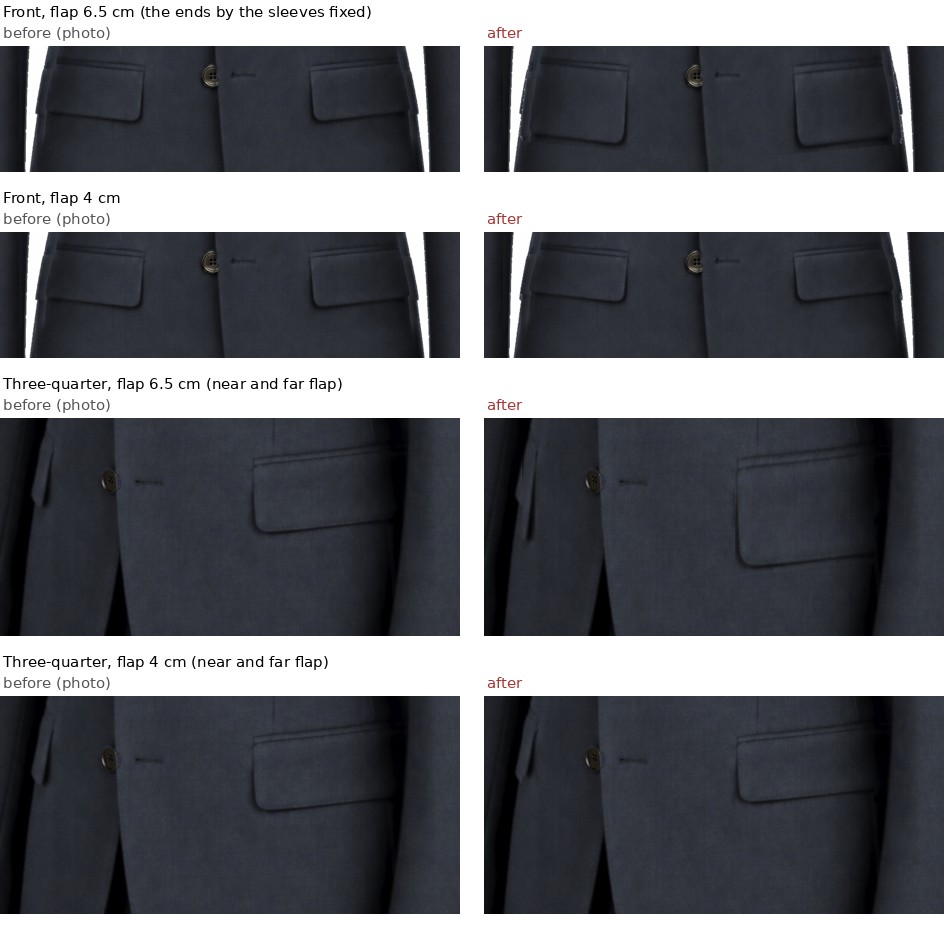 Front, flap 6.5 cm (the ends by the sleeves fixed)
before (photo)
after
Front, flap 4 cm
before (photo)
after
Three-quarter, flap 6.5 cm (near and far flap)
before (photo)
after
Three-quarter, flap 4 cm (near and far flap)
before (photo)
after